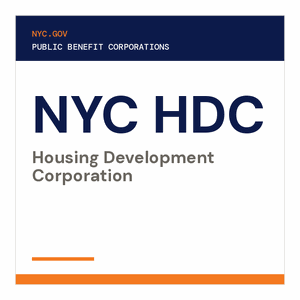 NYC.GOV
PUBLIC BENEFIT CORPORATIONS
NYC HDC
Housing Development
Corporation